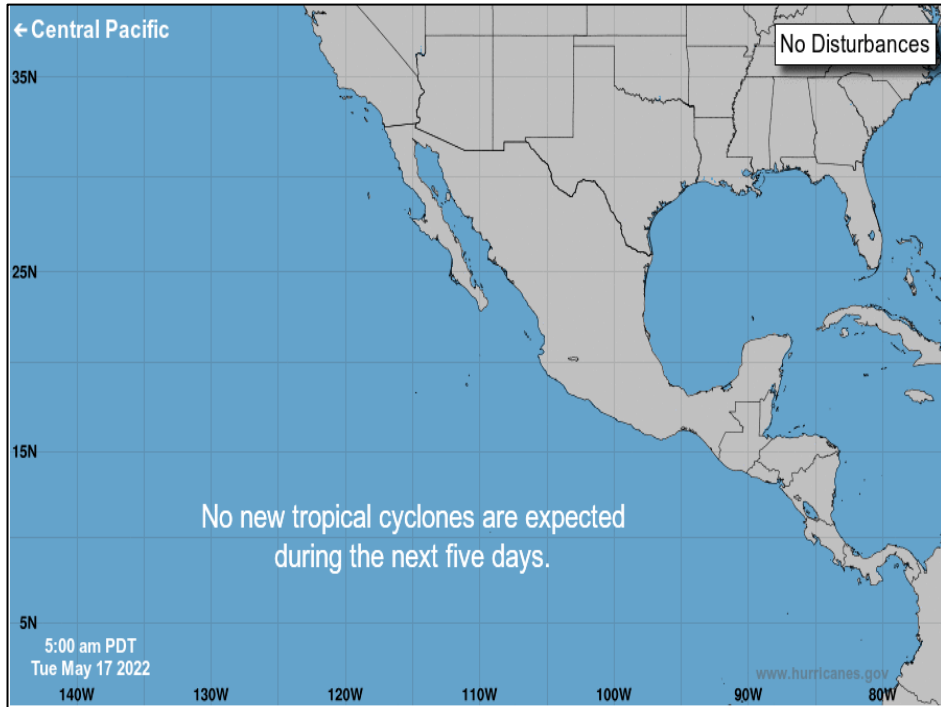 ← Central Pacific
No Disturbances
35N
25N
15N
No new tropical cyclones are expected
during the next five days.
5N
5:00 am PDT
Tue May 17 2022
www.hurricanes.gov
140W 130W 120W 110W 100W 90W 80W